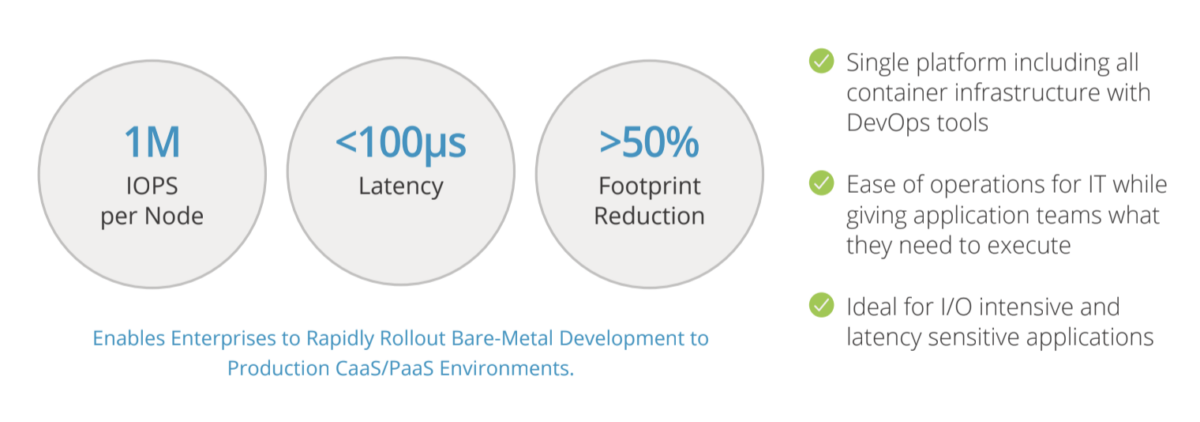 1M
IOPS
per Node
<100µs
Latency
>50%
Footprint
Reduction
Enables Enterprises to Rapidly Rollout Bare-Metal Development to
Production CaaS/PaaS Environments.
Single platform including all
container infrastructure with
DevOps tools
Ease of operations for IT while
giving application teams what
they need to execute
Ideal for I/O intensive and
latency sensitive applications